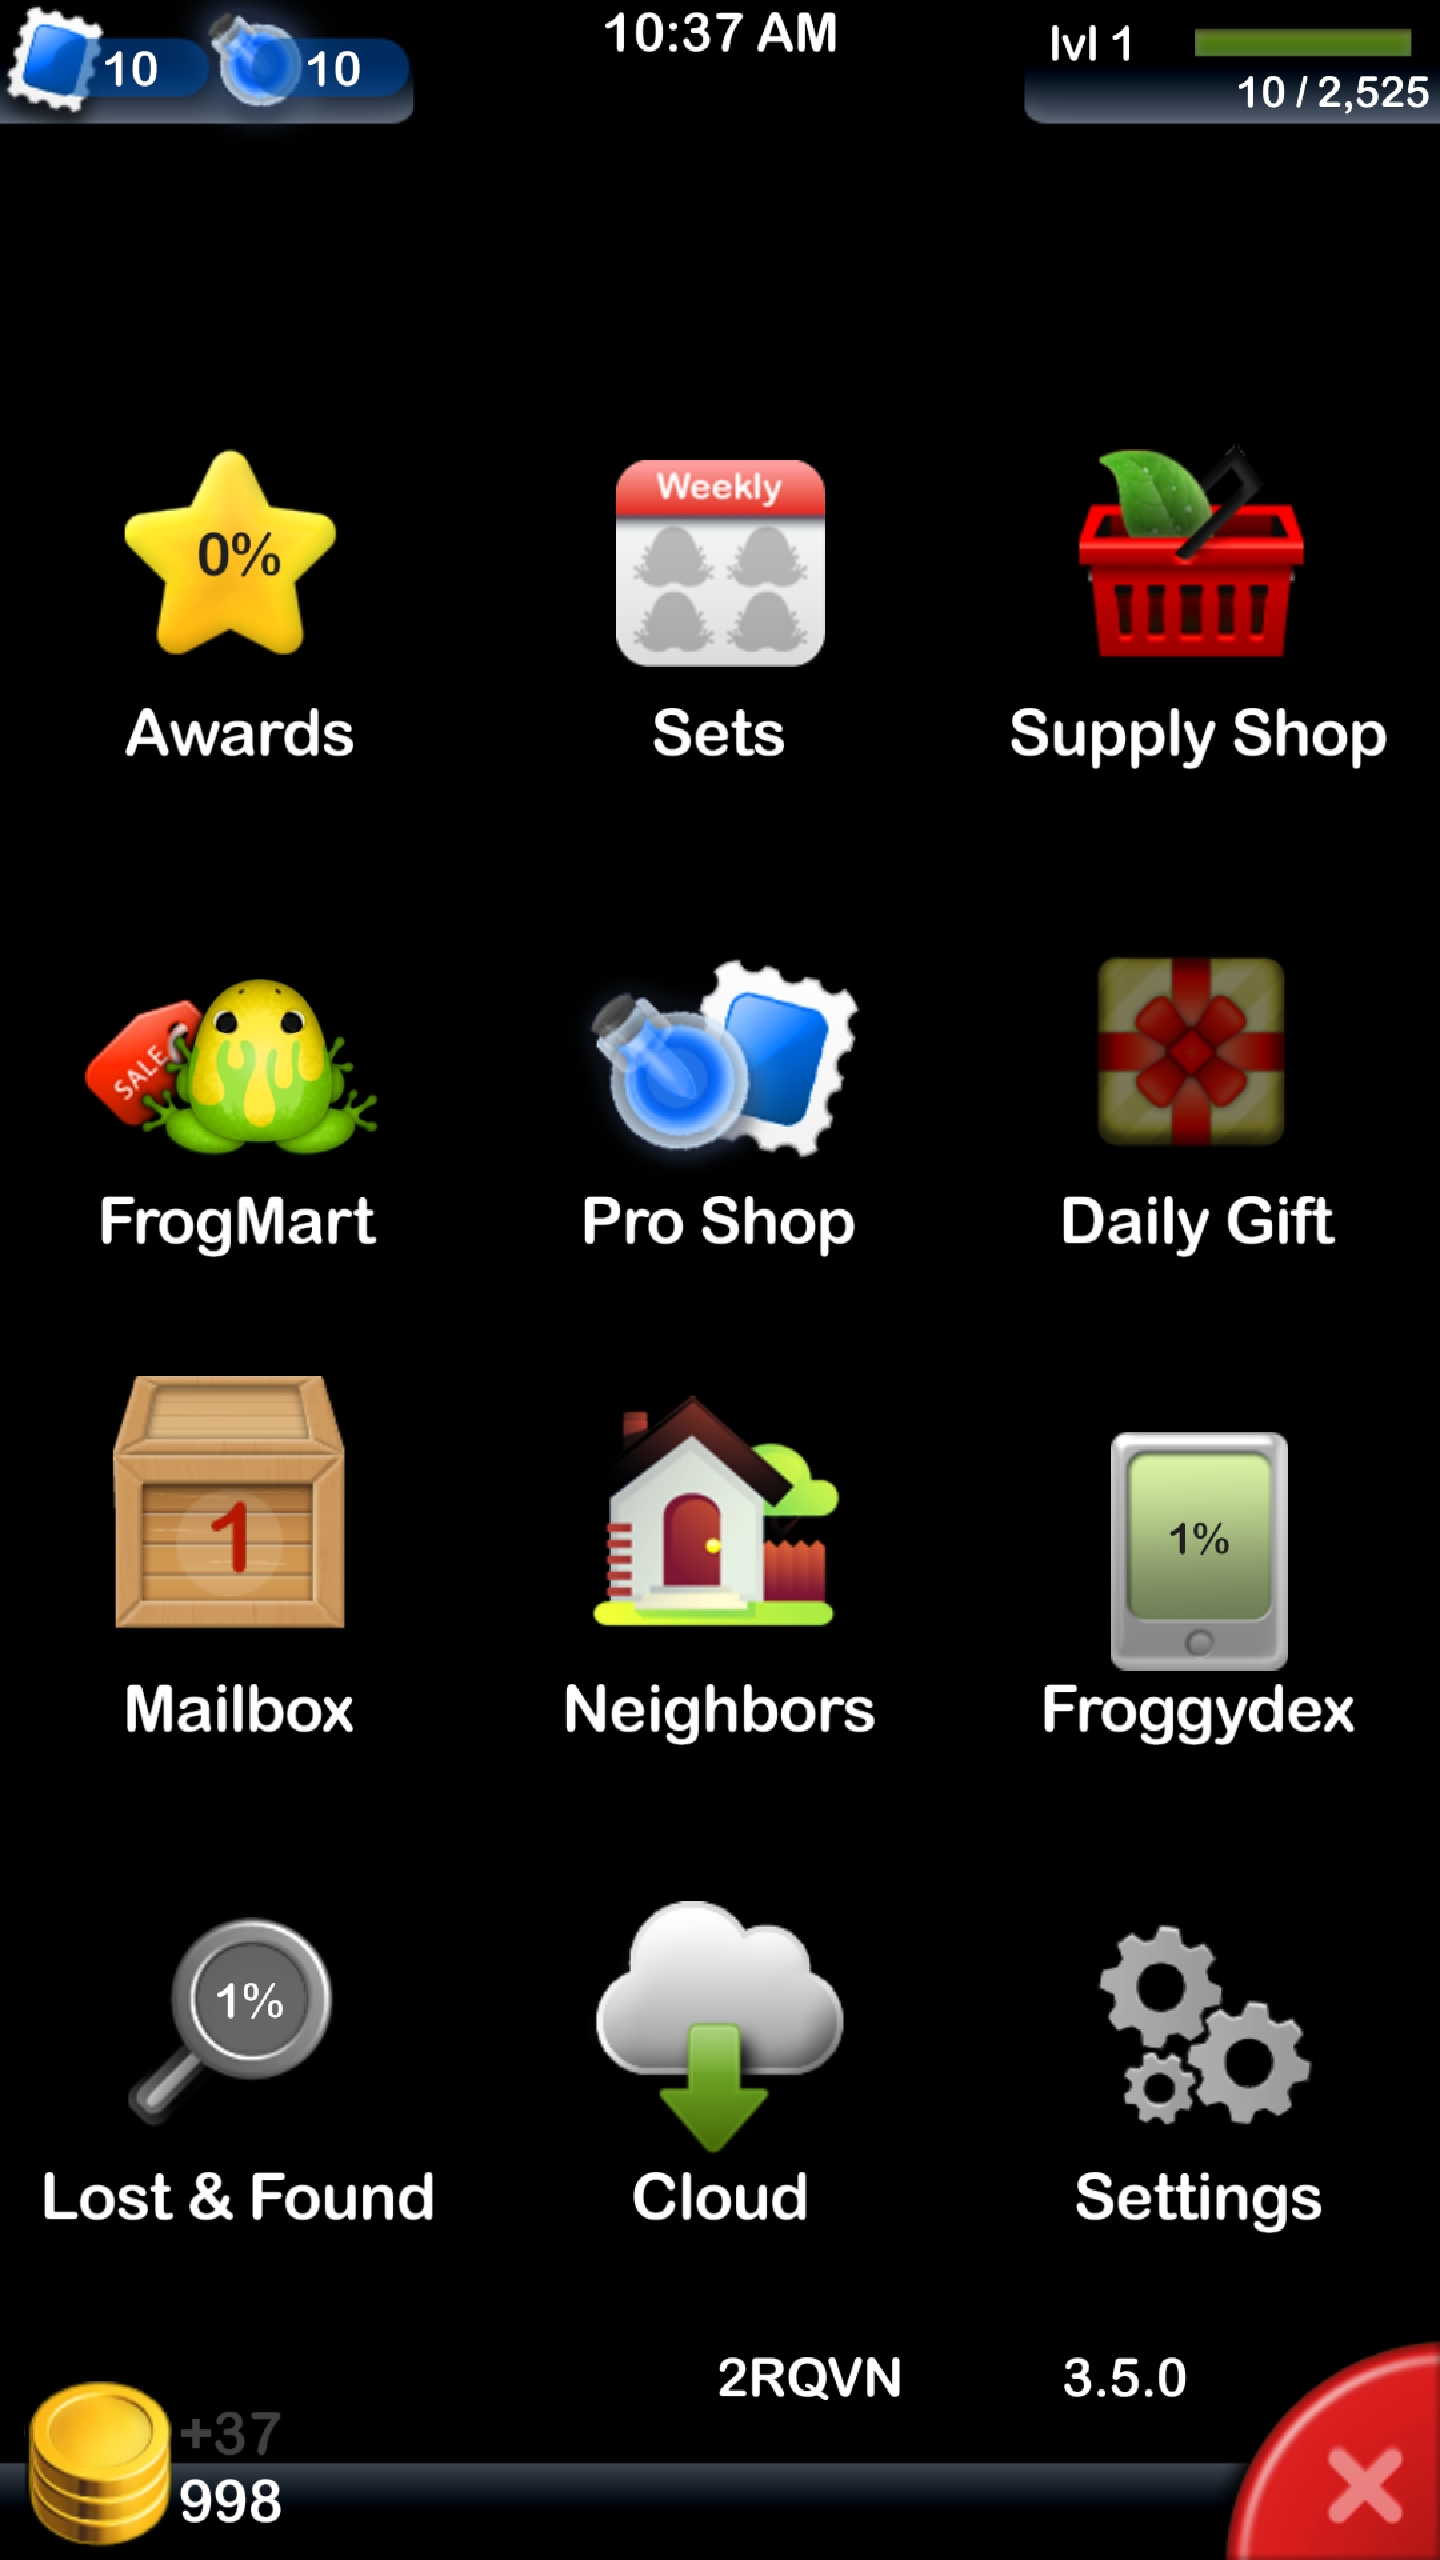 10
10
10:37 AM
lvl 1
10 / 2,525
0%
Awards
Weekly
Sets
Supply Shop
SALE
FrogMart
Pro Shop
Daily Gift
1
Mailbox
Neighbors
1%
Froggydex
1%
Lost & Found
Cloud
Settings
2RQVN
3.5.0
+37
998